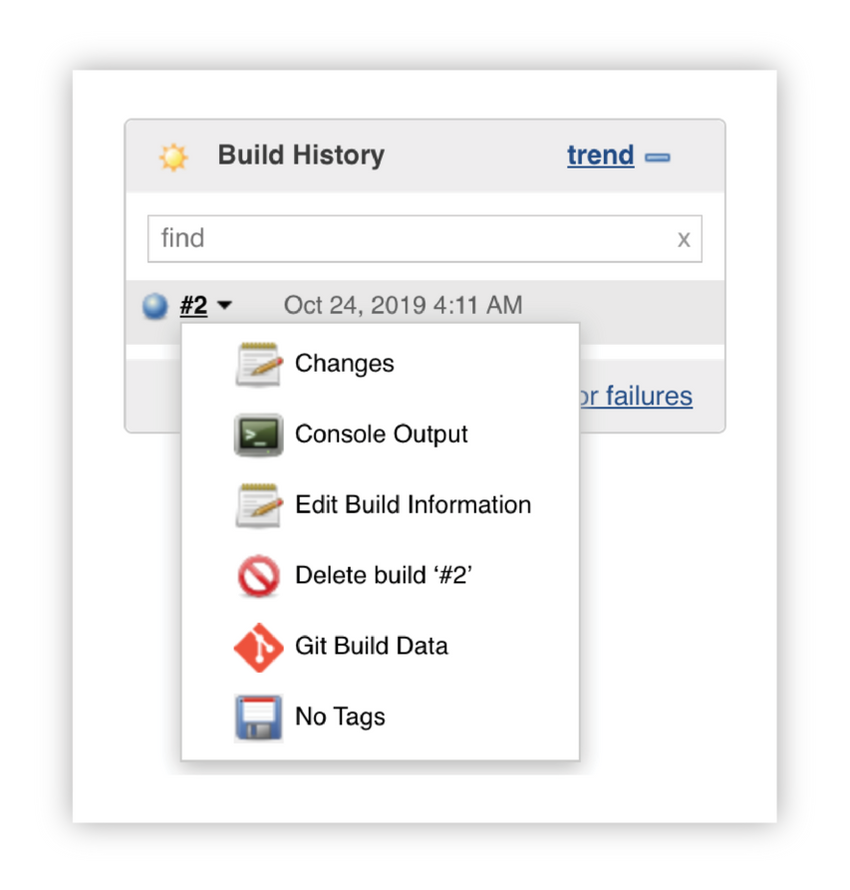 Build History trend
find x
#2 Oct 24, 2019 4:11 AM
Changes
or failures
Console Output
Edit Build Information
Delete build ‘#2’
Git Build Data
No Tags